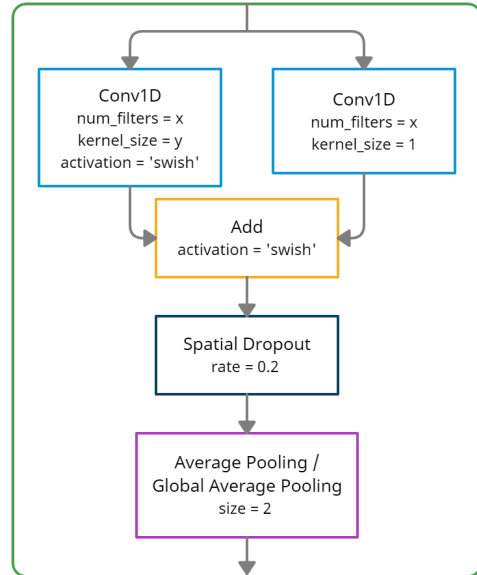 Conv1D
num_filters = x
kernel_size = y
activation = 'swish'
Conv1D
num_filters = x
kernel_size = 1
Add
activation = 'swish'
Spatial Dropout
rate = 0.2
Average Pooling /
Global Average Pooling
size = 2